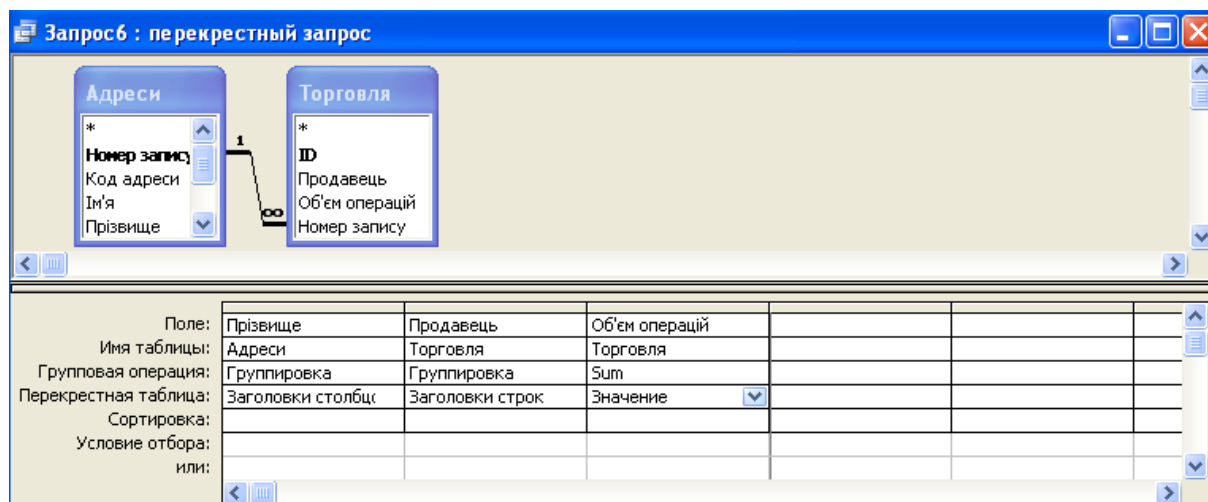 Запрос6 : перекрестный запрос
Адреси Торговля
* *
Номер запису 1 ID
Код адреси Продавець
Ім'я Об'єм операцій
Прізвище ∞ Номер запису
Поле: Прізвище Продавець Об'єм операцій
Имя таблицы: Адреси Торговля Торговля
Групповая операция: Группировка Группировка Sum
Перекрестная таблица: Заголовки столбцо Заголовки строк Значение
Сортировка:
Условие отбора:
или: